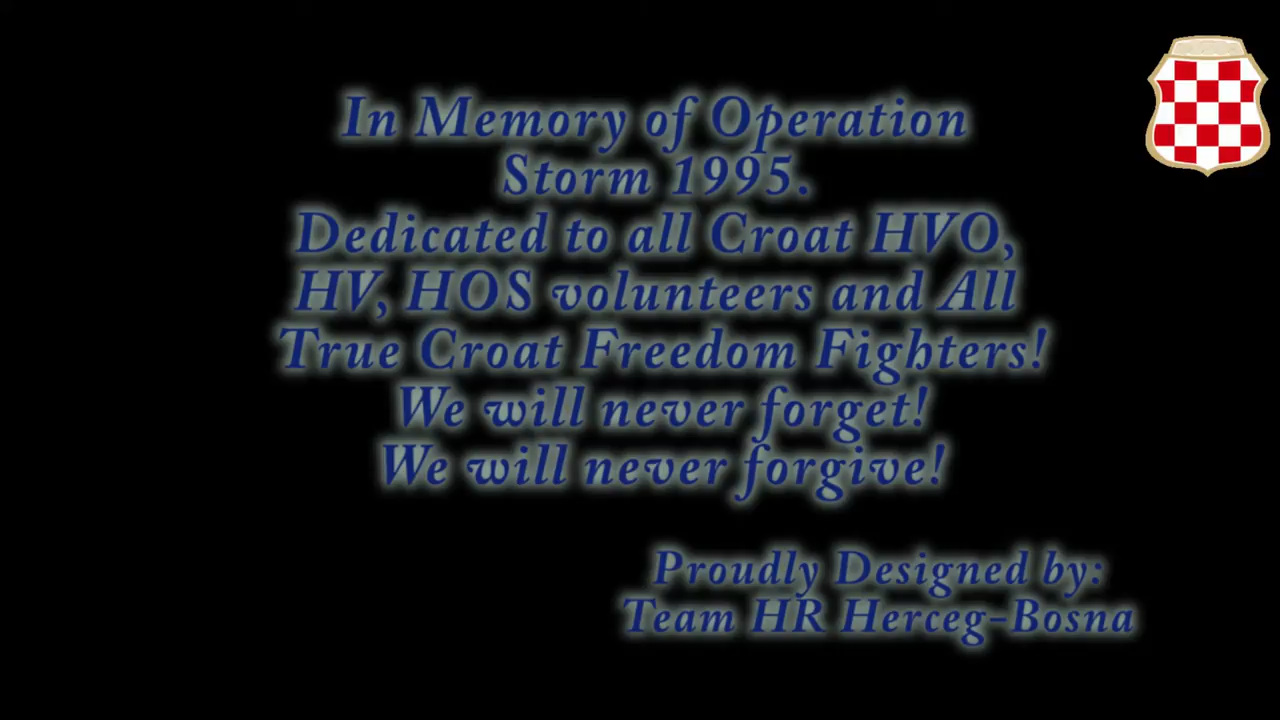 In Memory of Operation
Storm 1995.
Dedicated to all Croat HVO,
HV, HOS volunteers and All
True Croat Freedom Fighters!
We will never forget!
We will never forgive!
Proudly Designed by:
Team HR Herceg-Bosna